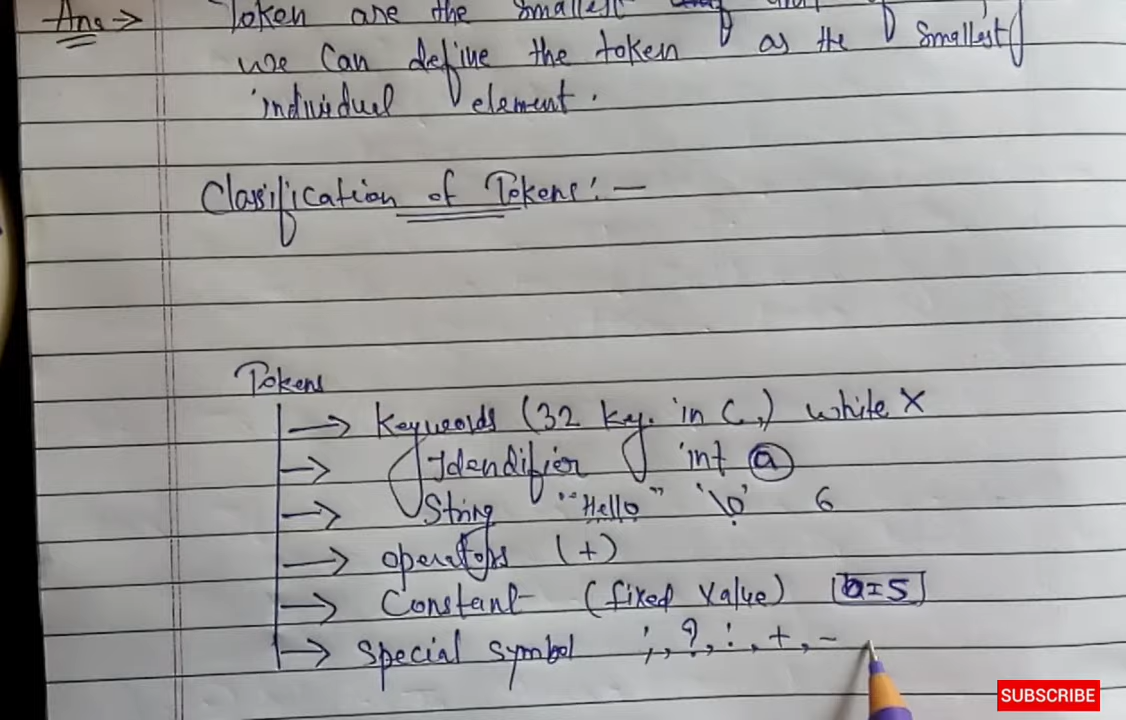 Ans → Token are the smallest
we can define the token as the smallest
individual element.
Classification of Tokens:-
Tokens
→ Keywords (32 key. in C,) while X
→ Idendifier int a
→ String "Hello" '\0' 6
→ operators (+)
→ Constant (fixed Value) a=5
→ special symbol ;, ?, :, +, -
SUBSCRIBE